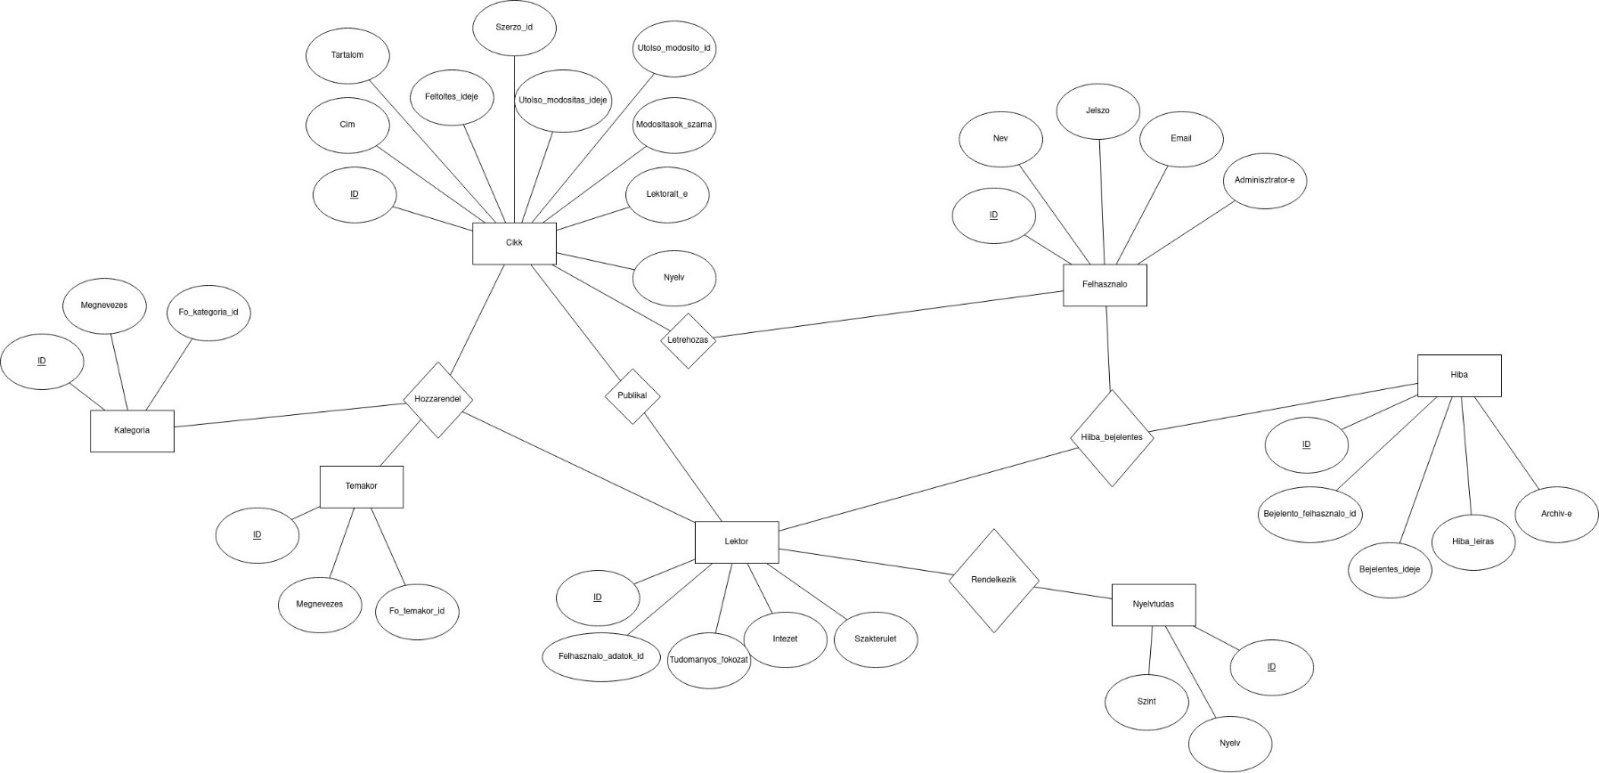 Szerzo_id
Tartalom
Utolso_modosito_id
Feltoltes_ideje
Utolso_modositas_ideje
Cim
Modositasok_szama
ID
Lektoralt_e
Cikk
Nyelv
Jelszo
Nev
Email
Adminisztrator-e
ID
Felhasznalo
Megnevezes
Fo_kategoria_id
ID
Kategoria
Letrehozas
Hozzarendel
Publikal
Hiba
Hilba_bejelentes
ID
Bejelento_felhasznalo_id
Archiv-e
Hiba_leiras
Bejelentes_ideje
Temakor
ID
Megnevezes
Fo_temakor_id
Lektor
ID
Felhasznalo_adatok_id
Tudomanyos_fokozat
Intezet
Szakterulet
Rendelkezik
Nyelvtudas
ID
Szint
Nyelv